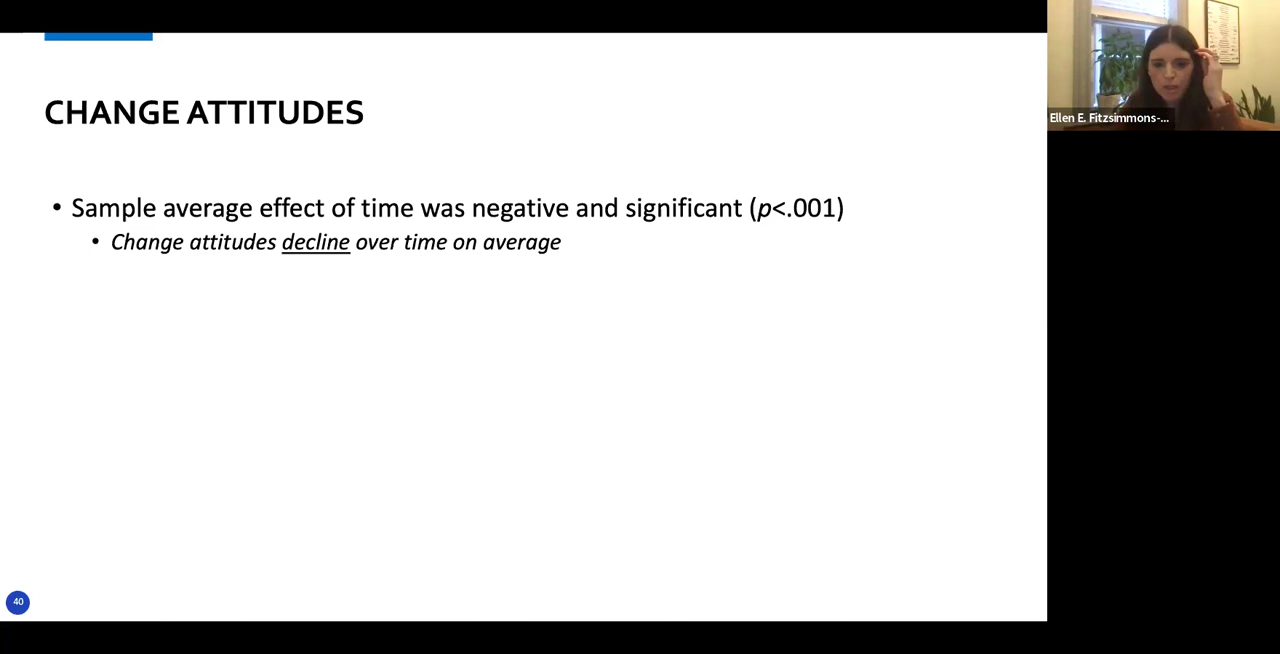 CHANGE ATTITUDES
• Sample average effect of time was negative and significant (p<.001)
• Change attitudes decline over time on average
40
Ellen E. Fitzsimmons-...